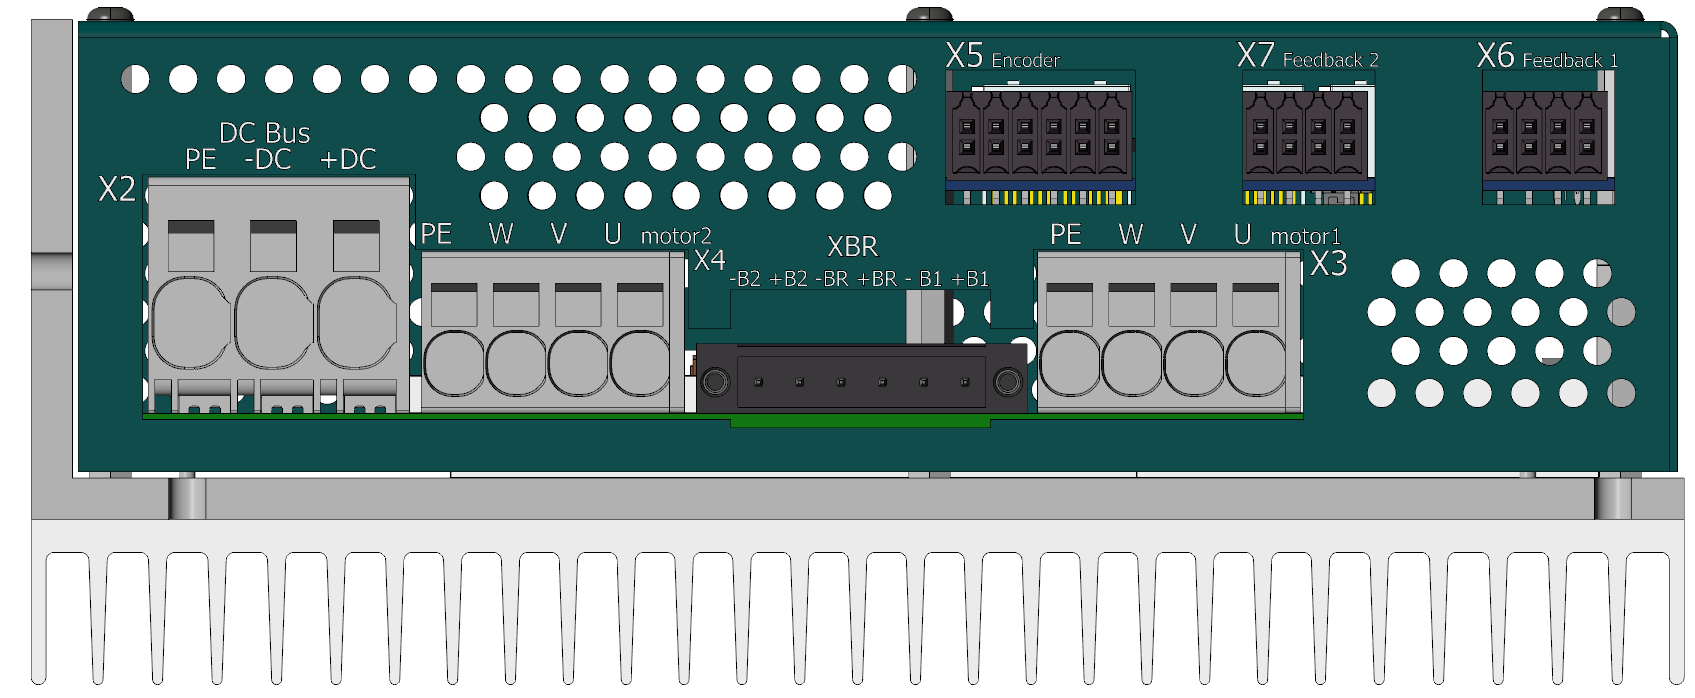 X5 Encoder
X7 Feedback 2
X6 Feedback 1
DC Bus
PE -DC +DC
X2
PE W V U motor2
X4
XBR
-B2 +B2 -BR +BR - B1 +B1
PE W V U motor1
X3